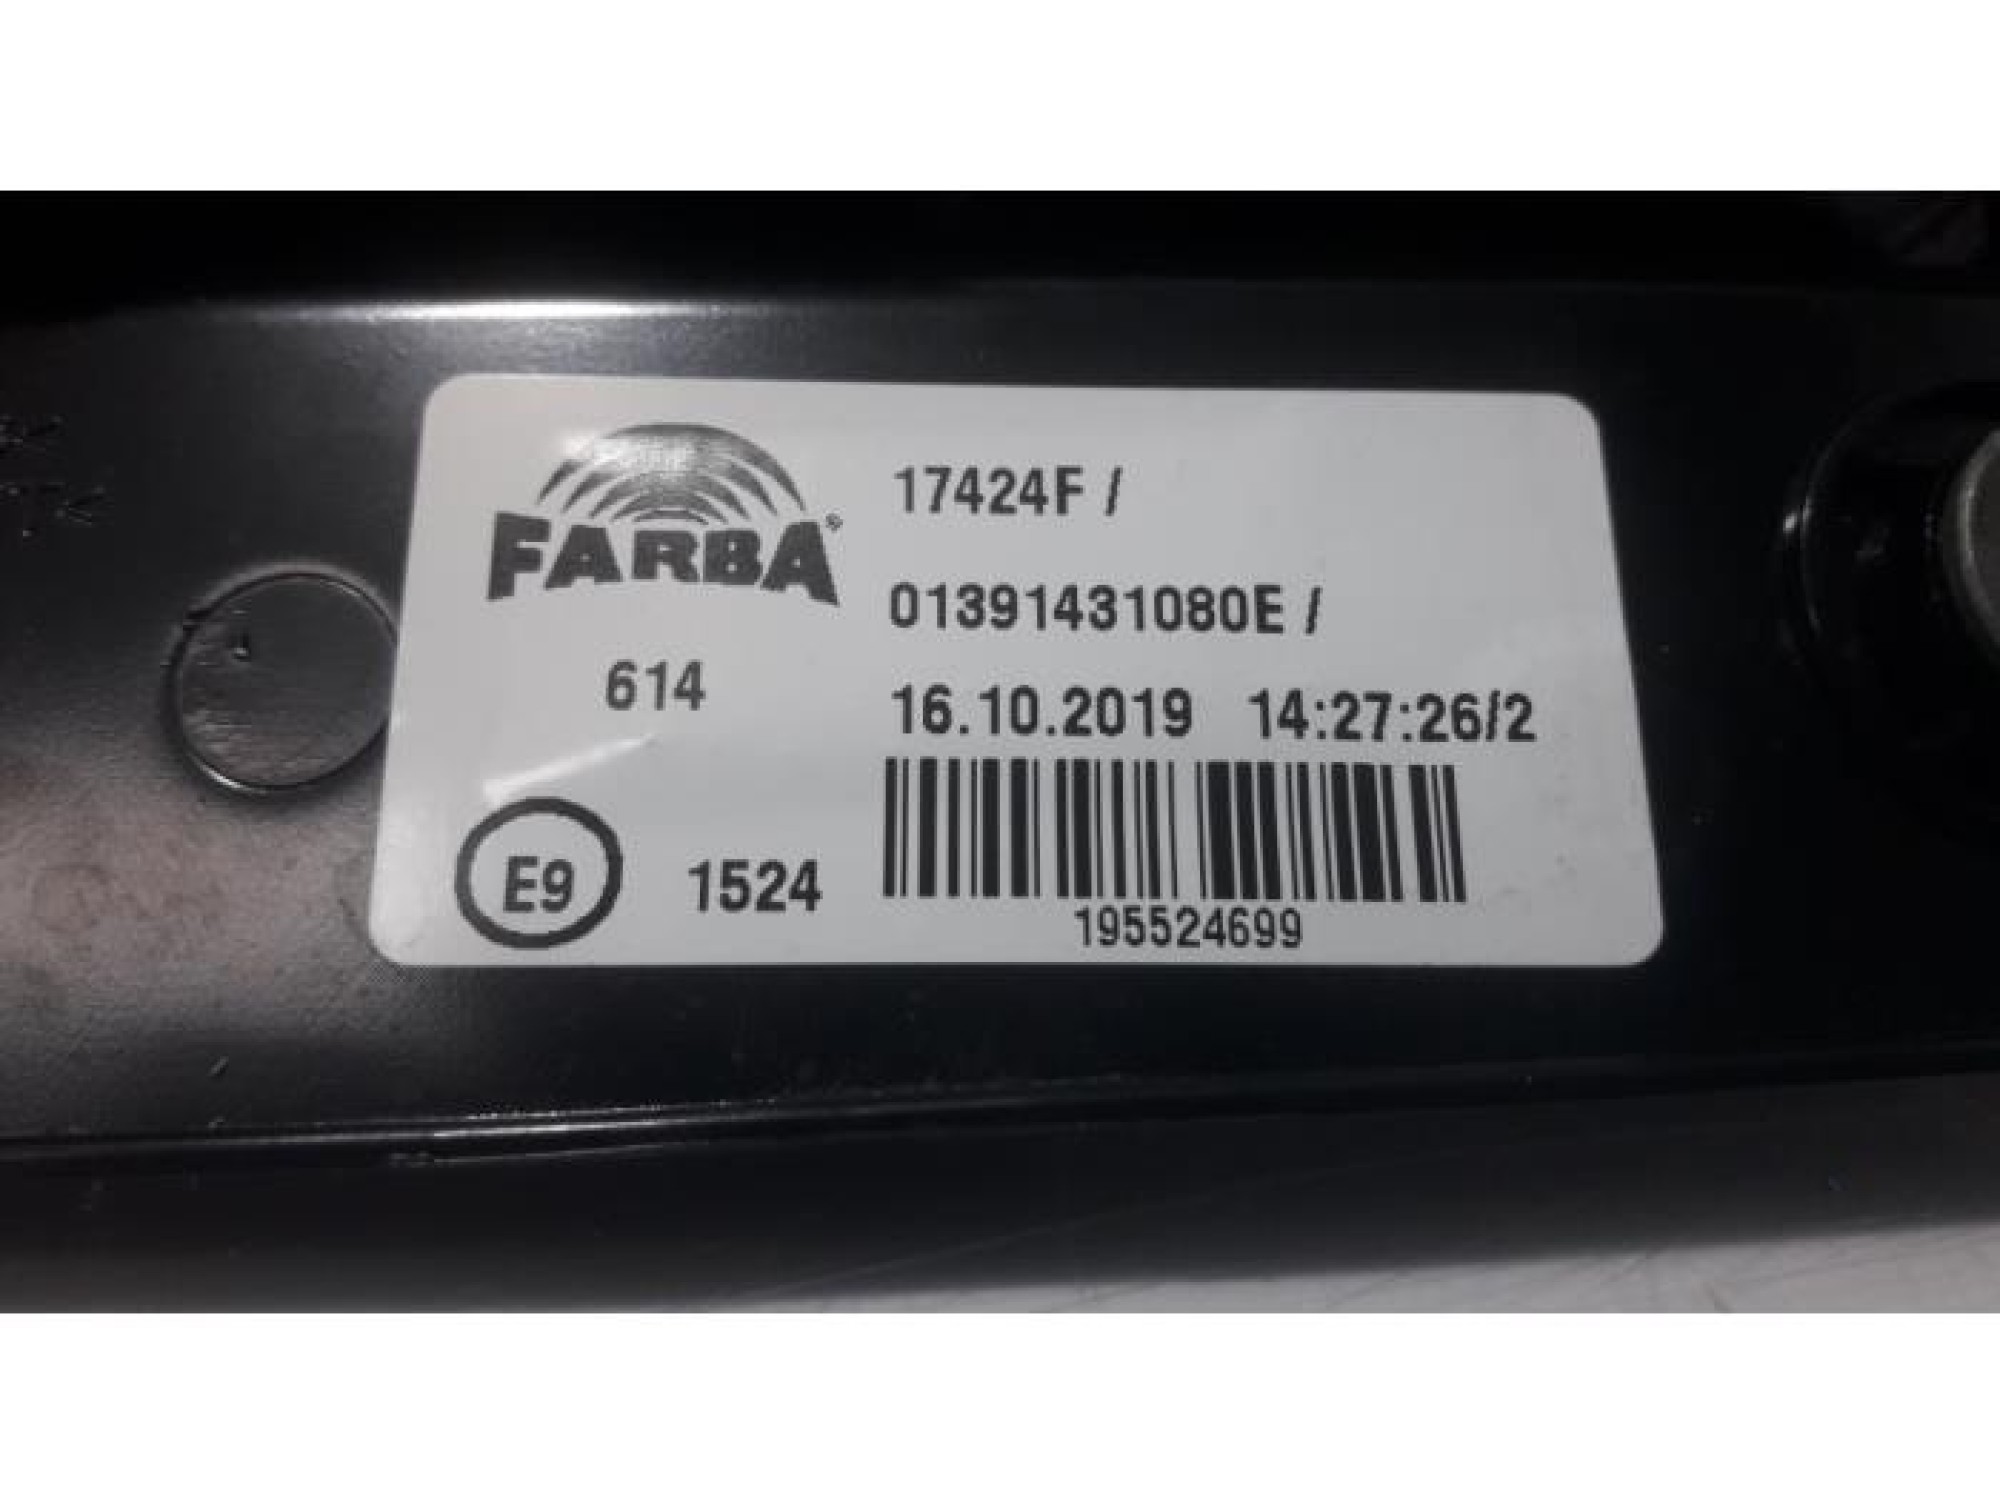 FARBA®
614
E9 1524
17424F /
01391431080E /
16.10.2019 14:27:26/2
195524699